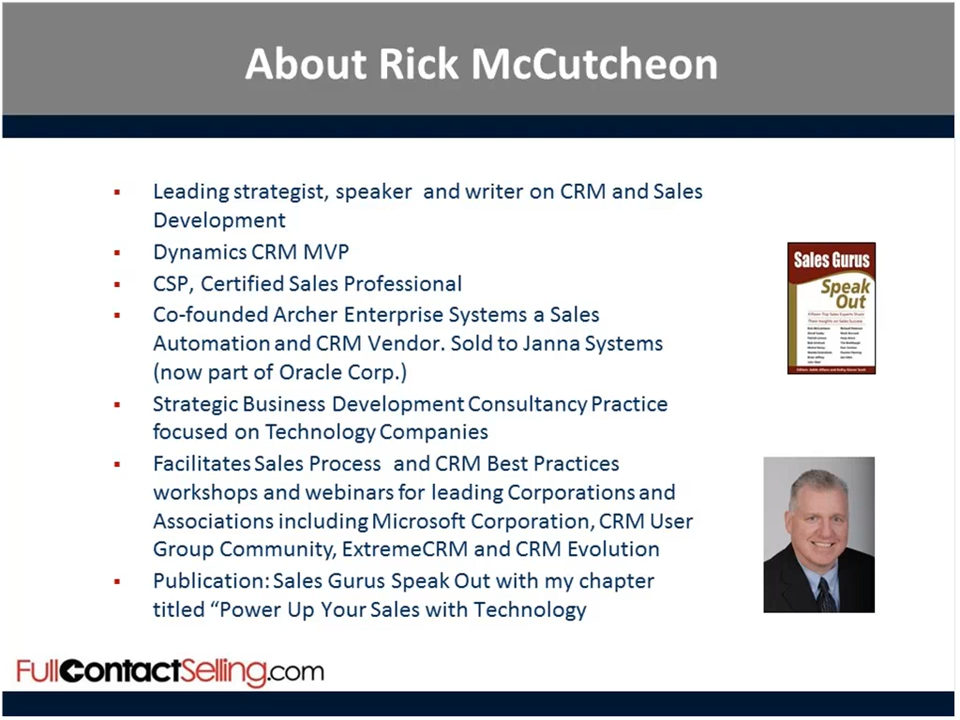 About Rick McCutcheon
Leading strategist, speaker and writer on CRM and Sales
Development
Dynamics CRM MVP
CSP, Certified Sales Professional
Co-founded Archer Enterprise Systems a Sales
Automation and CRM Vendor. Sold to Janna Systems
(now part of Oracle Corp.)
Strategic Business Development Consultancy Practice
focused on Technology Companies
Facilitates Sales Process and CRM Best Practices
workshops and webinars for leading Corporations and
Associations including Microsoft Corporation, CRM User
Group Community, ExtremeCRM and CRM Evolution
Publication: Sales Gurus Speak Out with my chapter
titled “Power Up Your Sales with Technology
Sales Gurus
Speak
Out
FullContactSelling.com